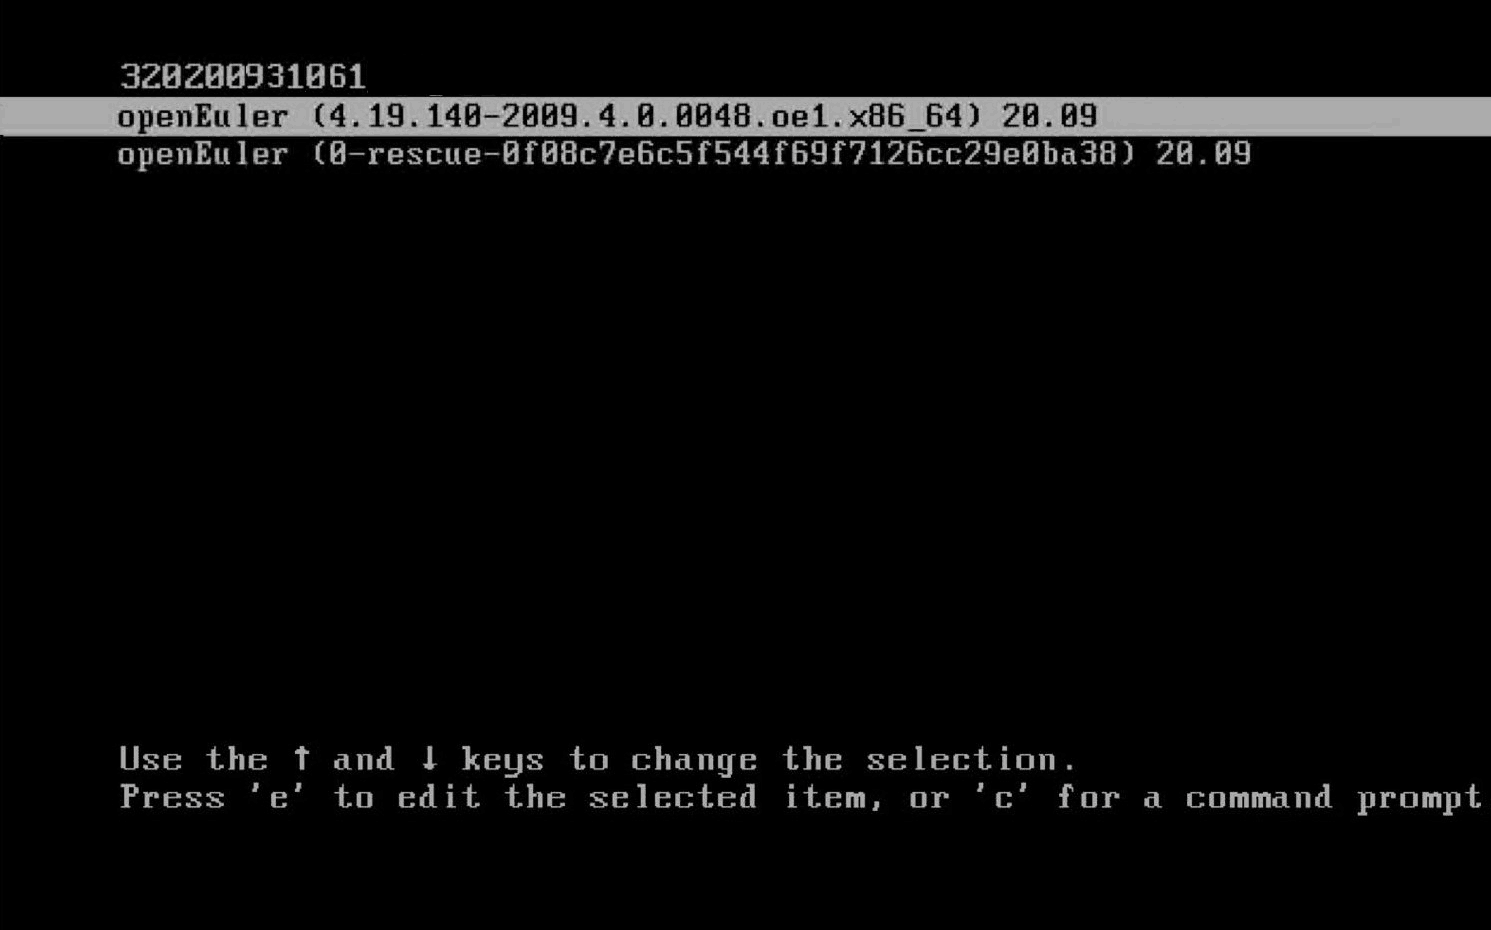 320200931061
openEuler (4.19.140-2009.4.0.0048.oe1.x86_64) 20.09
openEuler (0-rescue-0f08c7e6c5f544f69f7126cc29e0ba38) 20.09
Use the ↑ and ↓ keys to change the selection.
Press 'e' to edit the selected item, or 'c' for a command prompt